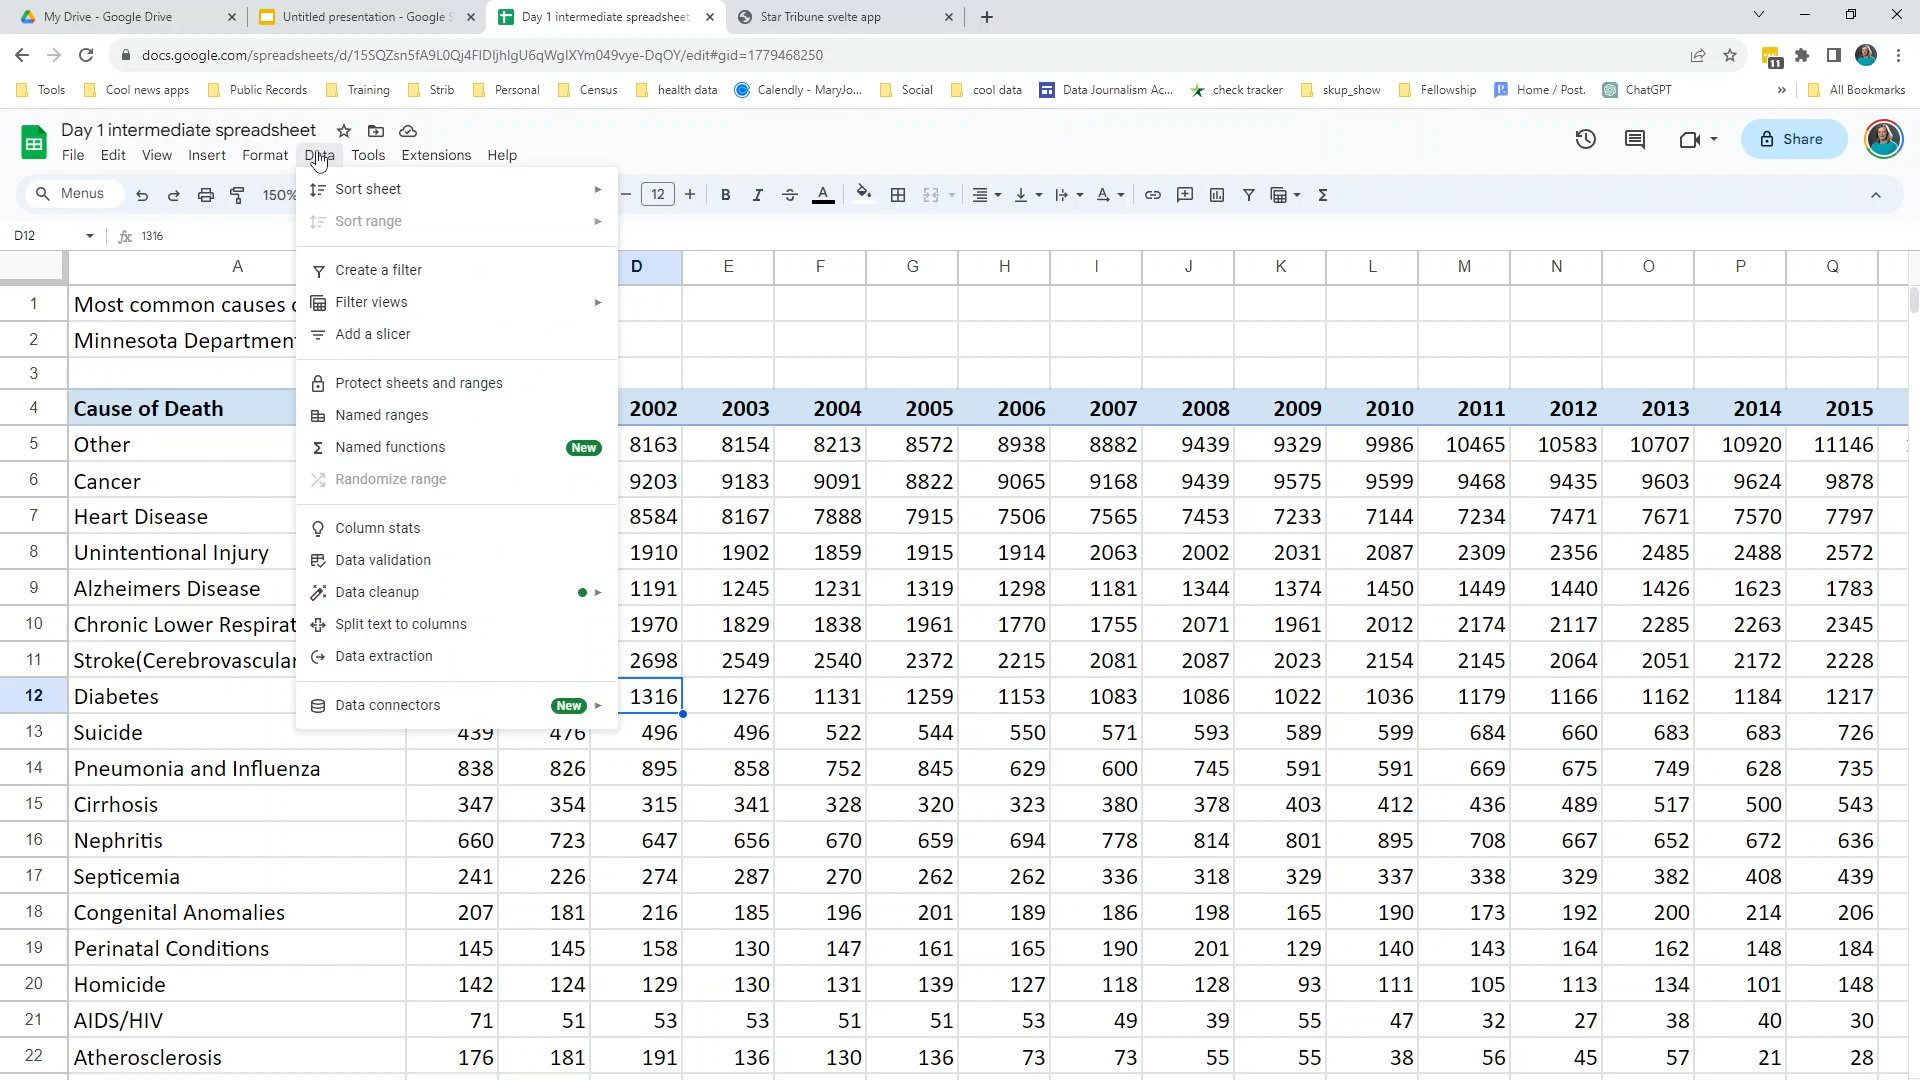 My Drive - Google Drive
Untitled presentation - Google S
Day 1 intermediate spreadsheet
Star Tribune svelte app
docs.google.com/spreadsheets/d/15SQZsn5fA9L0Qj4FIDljhlgU6qWgIXYm049vye-DqOY/edit#gid=1779468250
11
Tools Cool news apps Public Records Training Strib Personal Census health data Calendly - MaryJo... Social cool data Data Journalism Ac... check tracker skup_show Fellowship Home / Post. ChatGPT » All Bookmarks
Day 1 intermediate spreadsheet
Share
File Edit View Insert Format Data Tools Extensions Help
Menus 150% 12 B I A Σ
Sort sheet
Sort range
Create a filter
Filter views
Add a slicer
Protect sheets and ranges
Named ranges
Named functions New
Randomize range
Column stats
Data validation
Data cleanup
Split text to columns
Data extraction
Data connectors New
D12 fx 1316
A D E F G H I J K L M N O P Q
1 Most common causes
2 Minnesota Departmen
3
4 Cause of Death 2002 2003 2004 2005 2006 2007 2008 2009 2010 2011 2012 2013 2014 2015
5 Other 8163 8154 8213 8572 8938 8882 9439 9329 9986 10465 10583 10707 10920 11146
6 Cancer 9203 9183 9091 8822 9065 9168 9439 9575 9599 9468 9435 9603 9624 9878
7 Heart Disease 8584 8167 7888 7915 7506 7565 7453 7233 7144 7234 7471 7671 7570 7797
8 Unintentional Injury 1910 1902 1859 1915 1914 2063 2002 2031 2087 2309 2356 2485 2488 2572
9 Alzheimers Disease 1191 1245 1231 1319 1298 1181 1344 1374 1450 1449 1440 1426 1623 1783
10 Chronic Lower Respirat 1970 1829 1838 1961 1770 1755 2071 1961 2012 2174 2117 2285 2263 2345
11 Stroke(Cerebrovascular 2698 2549 2540 2372 2215 2081 2087 2023 2154 2145 2064 2051 2172 2228
12 Diabetes 1316 1276 1131 1259 1153 1083 1086 1022 1036 1179 1166 1162 1184 1217
13 Suicide 439 476 496 496 522 544 550 571 593 589 599 684 660 683 683 726
14 Pneumonia and Influenza 838 826 895 858 752 845 629 600 745 591 591 669 675 749 628 735
15 Cirrhosis 347 354 315 341 328 320 323 380 378 403 412 436 489 517 500 543
16 Nephritis 660 723 647 656 670 659 694 778 814 801 895 708 667 652 672 636
17 Septicemia 241 226 274 287 270 262 262 336 318 329 337 338 329 382 408 439
18 Congenital Anomalies 207 181 216 185 196 201 189 186 198 165 190 173 192 200 214 206
19 Perinatal Conditions 145 145 158 130 147 161 165 190 201 129 140 143 164 162 148 184
20 Homicide 142 124 129 130 131 139 127 118 128 93 111 105 113 134 101 148
21 AIDS/HIV 71 51 53 53 51 51 53 49 39 55 47 32 27 38 40 30
22 Atherosclerosis 176 181 191 136 130 136 73 73 55 55 38 56 45 57 21 28